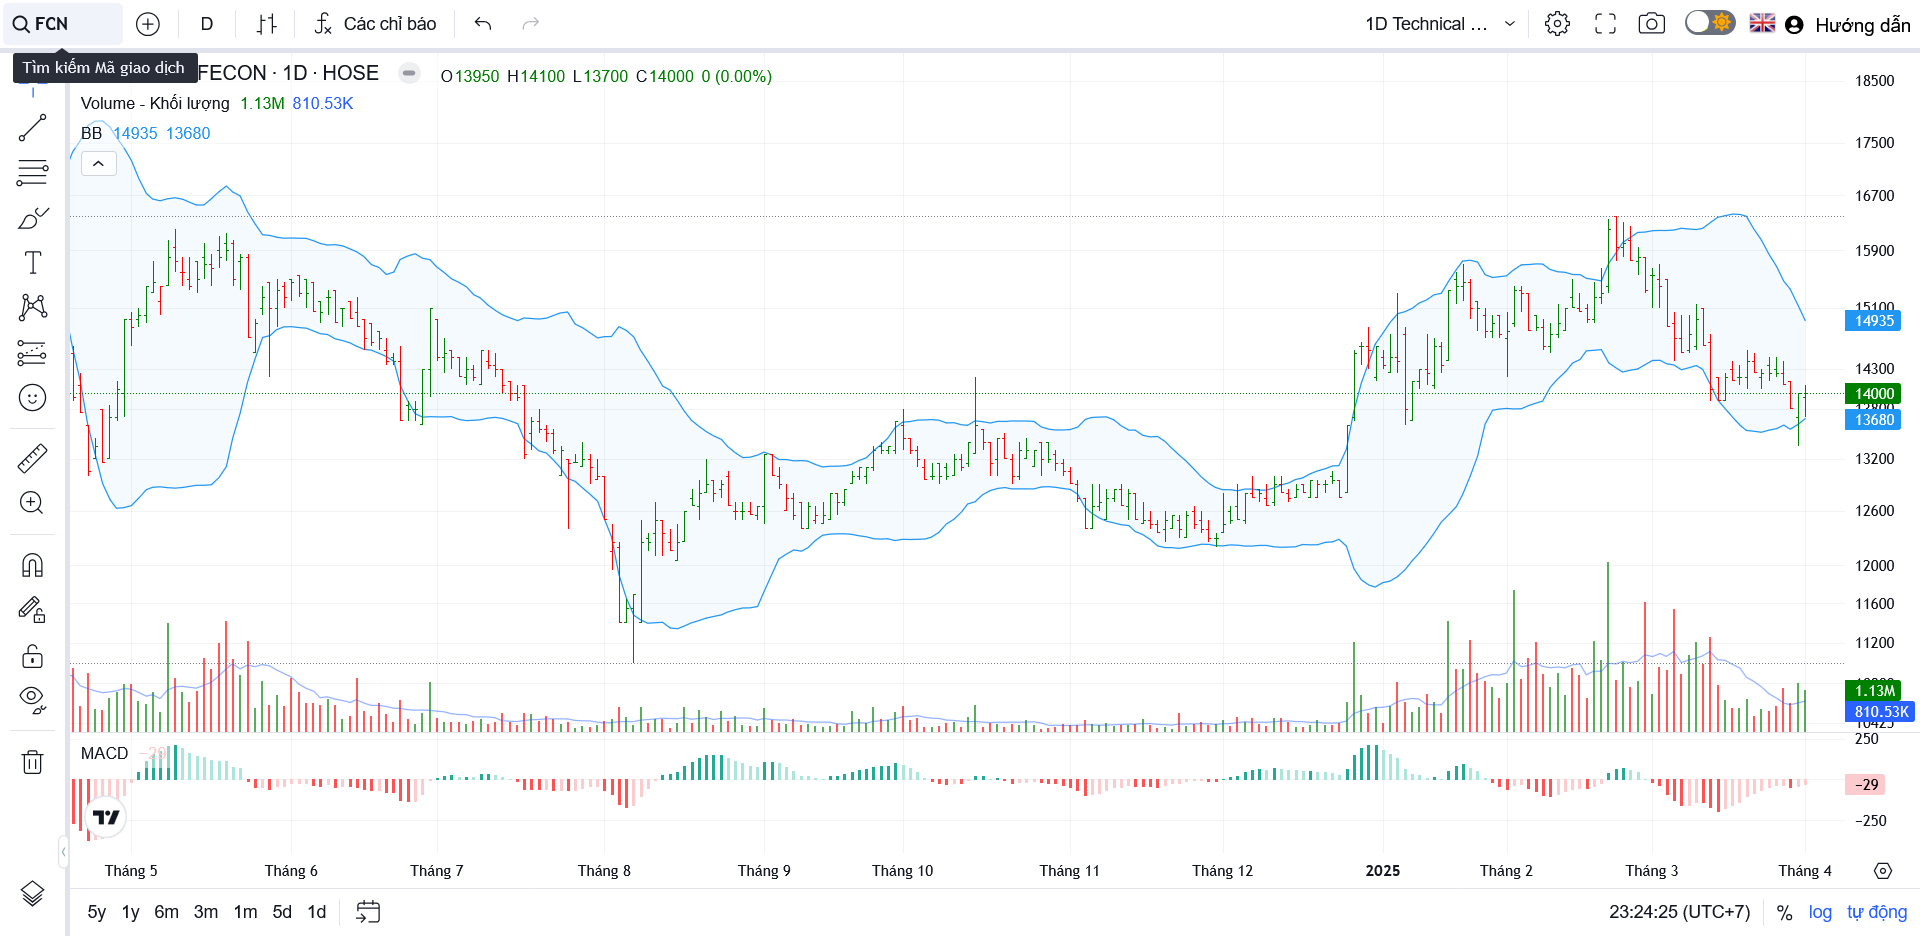 FCN
D
Các chỉ báo
1D Technical ...
Hướng dẫn
Tìm kiếm Mã giao dịch
FECON · 1D · HOSE
O13950 H14100 L13700 C14000 0 (0.00%)
Volume - Khối lượng 1.13M 810.53K
BB 14935 13680
18500
17500
16700
15900
15100
14935
14300
14000
13680
13200
12600
12000
11600
11200
1.13M
810.53K
10425
MACD −29
250
−29
−250
Tháng 5
Tháng 6
Tháng 7
Tháng 8
Tháng 9
Tháng 10
Tháng 11
Tháng 12
2025
Tháng 2
Tháng 3
Tháng 4
5y 1y 6m 3m 1m 5d 1d
23:24:25 (UTC+7)
%
log
tự động